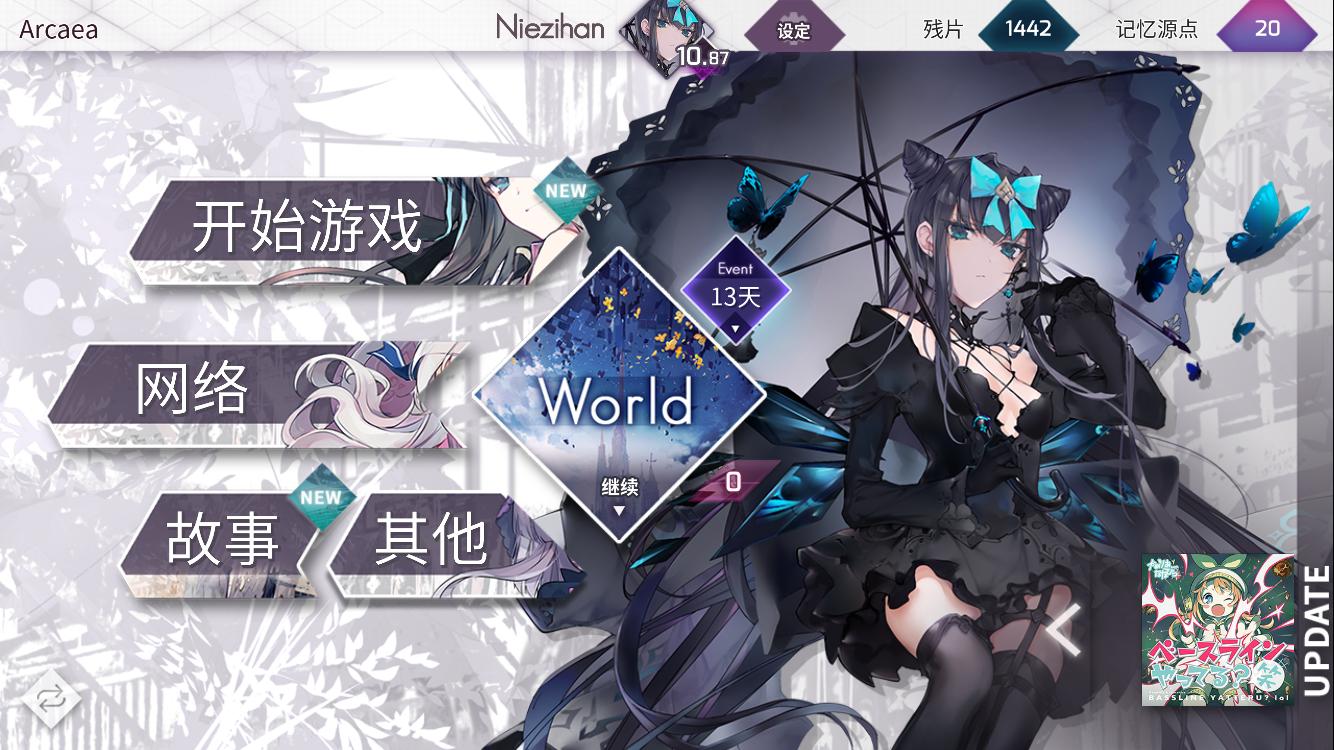 Arcaea
Niezihan
10.87
设定
残片
1442
记忆源点
20
开始游戏
NEW
Event
13天
网络
World
继续
0
故事
NEW
其他
ベースライン
やってる?笑
BASSLINE YATTERU? lol
UPDATE